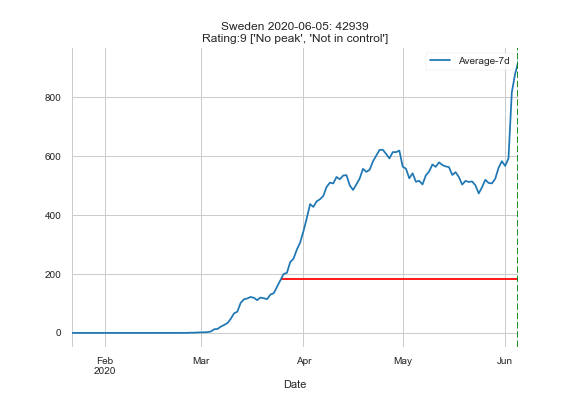 Sweden 2020-06-05: 42939
Rating:9 ['No peak', 'Not in control']
Average-7d
800
600
400
200
0
Feb
2020
Mar
Apr
May
Jun
Date